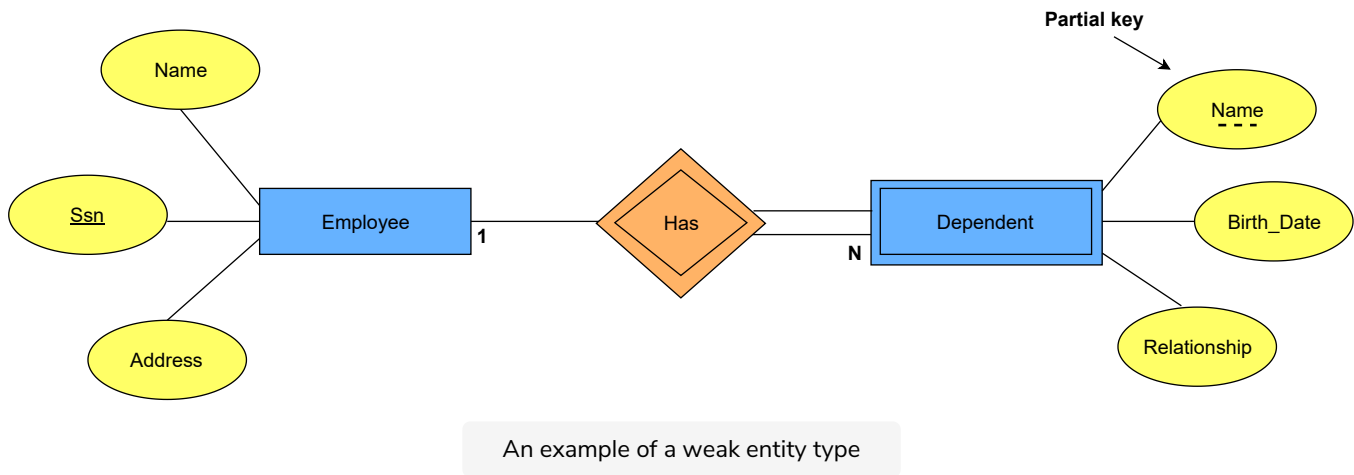 Partial key
Name
Name
Ssn
Employee
1
Has
N
Dependent
Birth_Date
Address
Relationship
An example of a weak entity type